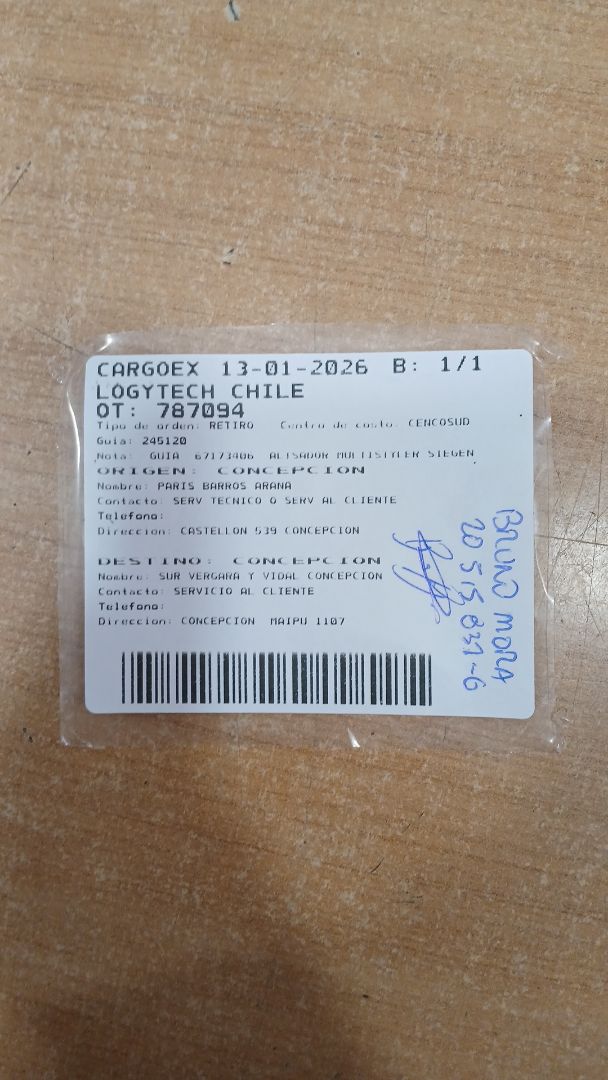 CARGOEX 13-01-2026 B: 1/1
LOGYTECH CHILE
OT: 787094
Tipo de orden: RETIRO Centro de costo: CENCOSUD
Guia: 245120
Nota: GUIA 67173406 ALISADOR MULTISTYLER SIEGEN
ORIGEN: CONCEPCION
Nombre: PARIS BARROS ARANA
Contacto: SERV TECNICO O SERV AL CLIENTE
Telefono:
Direccion: CASTELLON 539 CONCEPCION
DESTINO: CONCEPCION
Nombre: SUR VERGARA Y VIDAL CONCEPCION
Contacto: SERVICIO AL CLIENTE
Telefono:
Direccion: CONCEPCION MAIPU 1107
BRUNO MORA
20 515 831-6